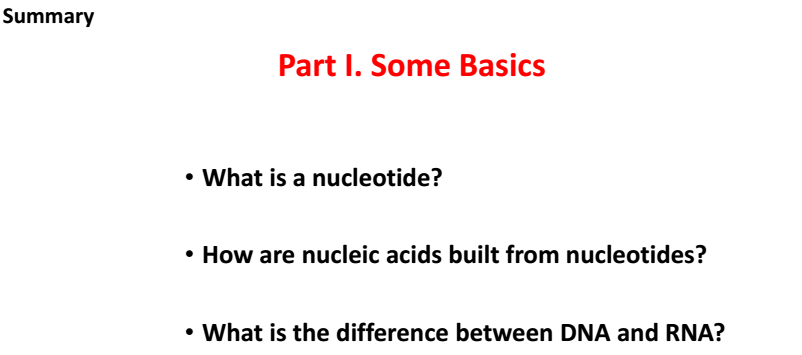 Summary
Part I. Some Basics
• What is a nucleotide?
• How are nucleic acids built from nucleotides?
• What is the difference between DNA and RNA?